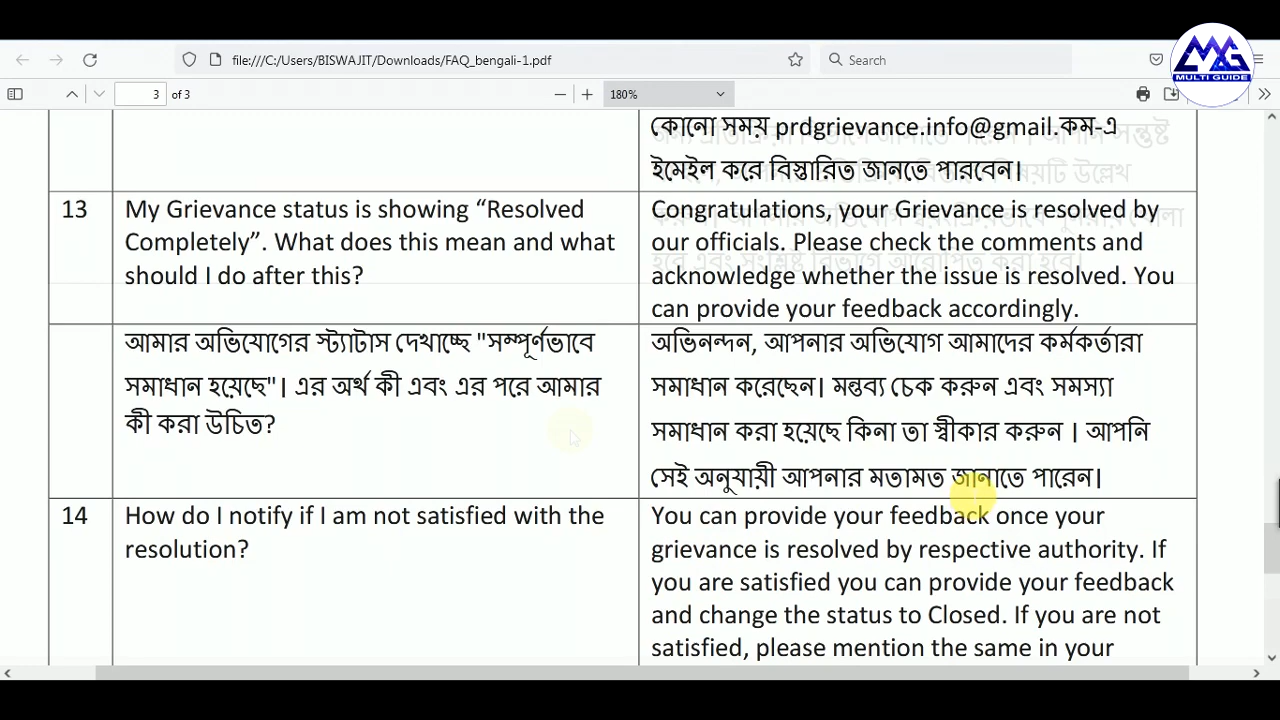 MULTI GUIDE
file:///C:/Users/BISWAJIT/Downloads/FAQ_bengali-1.pdf
Search
3 of 3
180%
কোনো সময় prdgrievance.info@gmail.কম-এ
ইমেইল করে বিস্তারিত জানতে পারবেন।
13
My Grievance status is showing “Resolved
Completely”. What does this mean and what
should I do after this?
Congratulations, your Grievance is resolved by
our officials. Please check the comments and
acknowledge whether the issue is resolved. You
can provide your feedback accordingly.
আমার অভিযোগের স্ট্যাটাস দেখাচ্ছে "সম্পূর্ণভাবে
সমাধান হয়েছে"। এর অর্থ কী এবং এর পরে আমার
কী করা উচিত?
অভিনন্দন, আপনার অভিযোগ আমাদের কর্মকর্তারা
সমাধান করেছেন। মন্তব্য চেক করুন এবং সমস্যা
সমাধান করা হয়েছে কিনা তা স্বীকার করুন । আপনি
সেই অনুযায়ী আপনার মতামত জানাতে পারেন।
14
How do I notify if I am not satisfied with the
resolution?
You can provide your feedback once your
grievance is resolved by respective authority. If
you are satisfied you can provide your feedback
and change the status to Closed. If you are not
satisfied, please mention the same in your